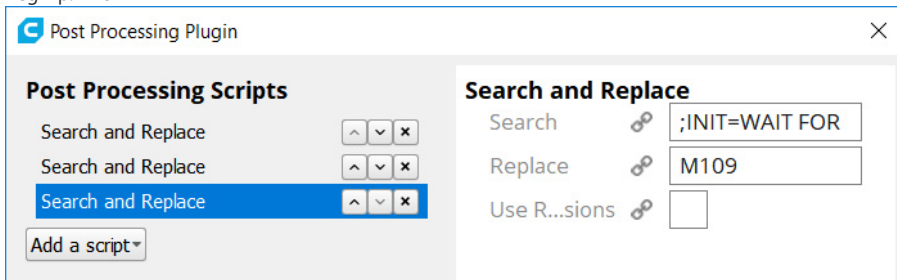 Post Processing Plugin
Post Processing Scripts
Search and Replace
Search and Replace
Search and Replace
Add a script
Search and Replace
Search ;INIT=WAIT FOR
Replace M109
Use R...sions